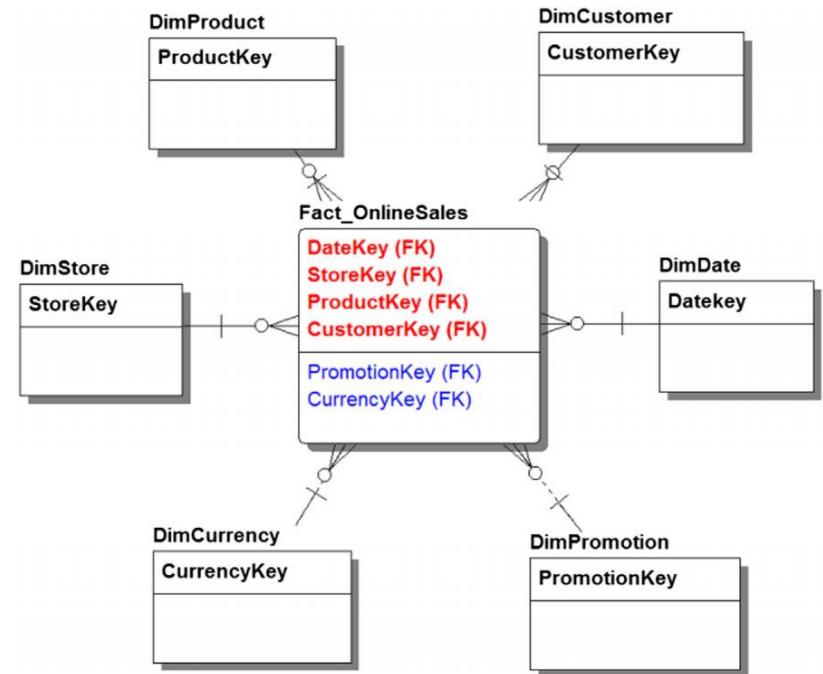 DimProduct
ProductKey
DimCustomer
CustomerKey
Fact_OnlineSales
DateKey (FK)
StoreKey (FK)
ProductKey (FK)
CustomerKey (FK)
PromotionKey (FK)
CurrencyKey (FK)
DimStore
StoreKey
DimDate
Datekey
DimCurrency
CurrencyKey
DimPromotion
PromotionKey